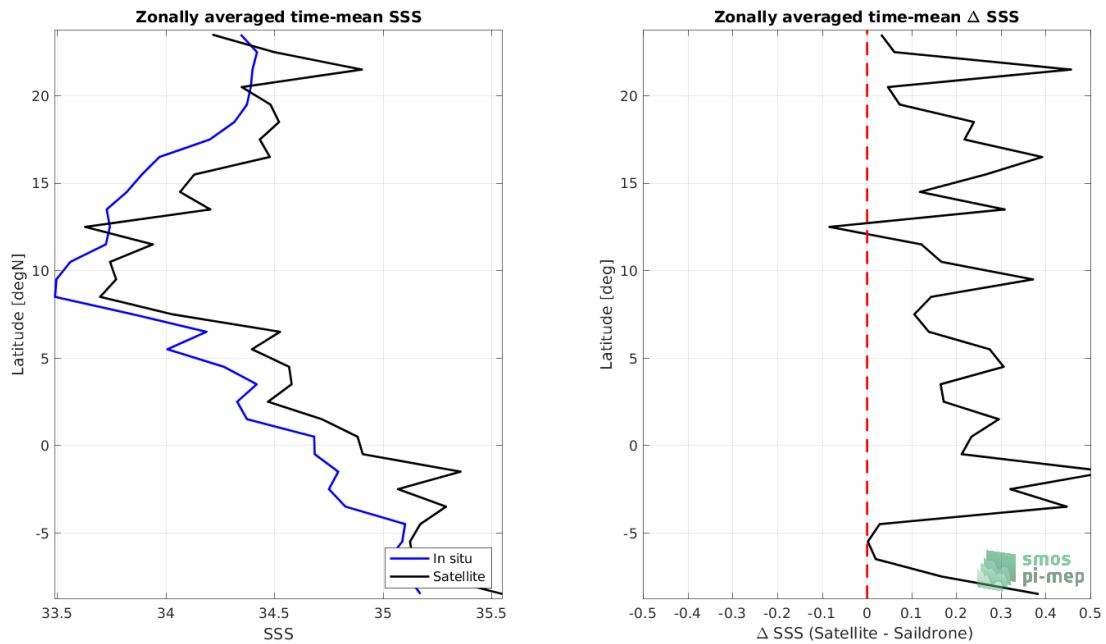 Zonally averaged time-mean SSS
Latitude [degN]
20
15
10
5
0
-5
33.5 34 34.5 35
SSS
In situ
Satellite
Zonally averaged time-mean Δ SSS
Latitude [deg]
20
15
10
5
0
-5
-0.5 -0.4 -0.3 -0.2 -0.1 0 0.1 0.2 0.3 0.4 0.5
Δ SSS (Satellite - Saildrone)
smos
pi-mep